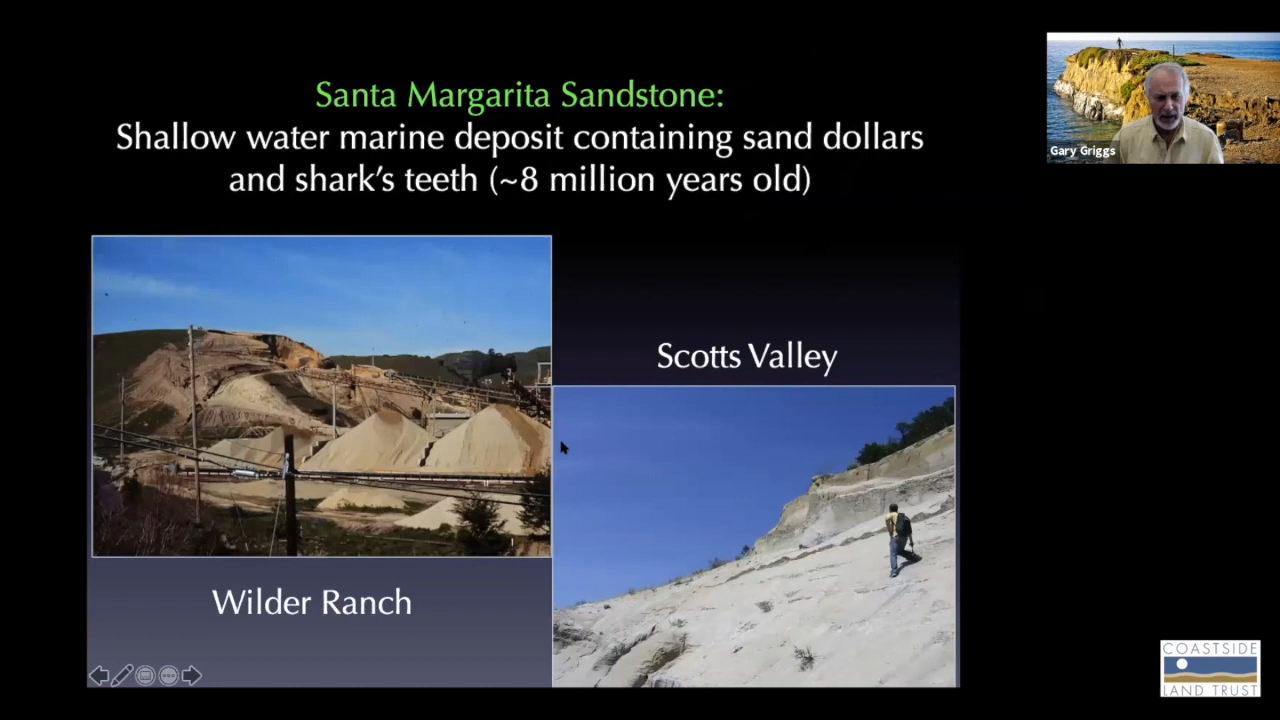 Santa Margarita Sandstone:
Shallow water marine deposit containing sand dollars
and shark's teeth (~8 million years old)
Gary Griggs
Scotts Valley
Wilder Ranch
COASTSIDE
LAND TRUST